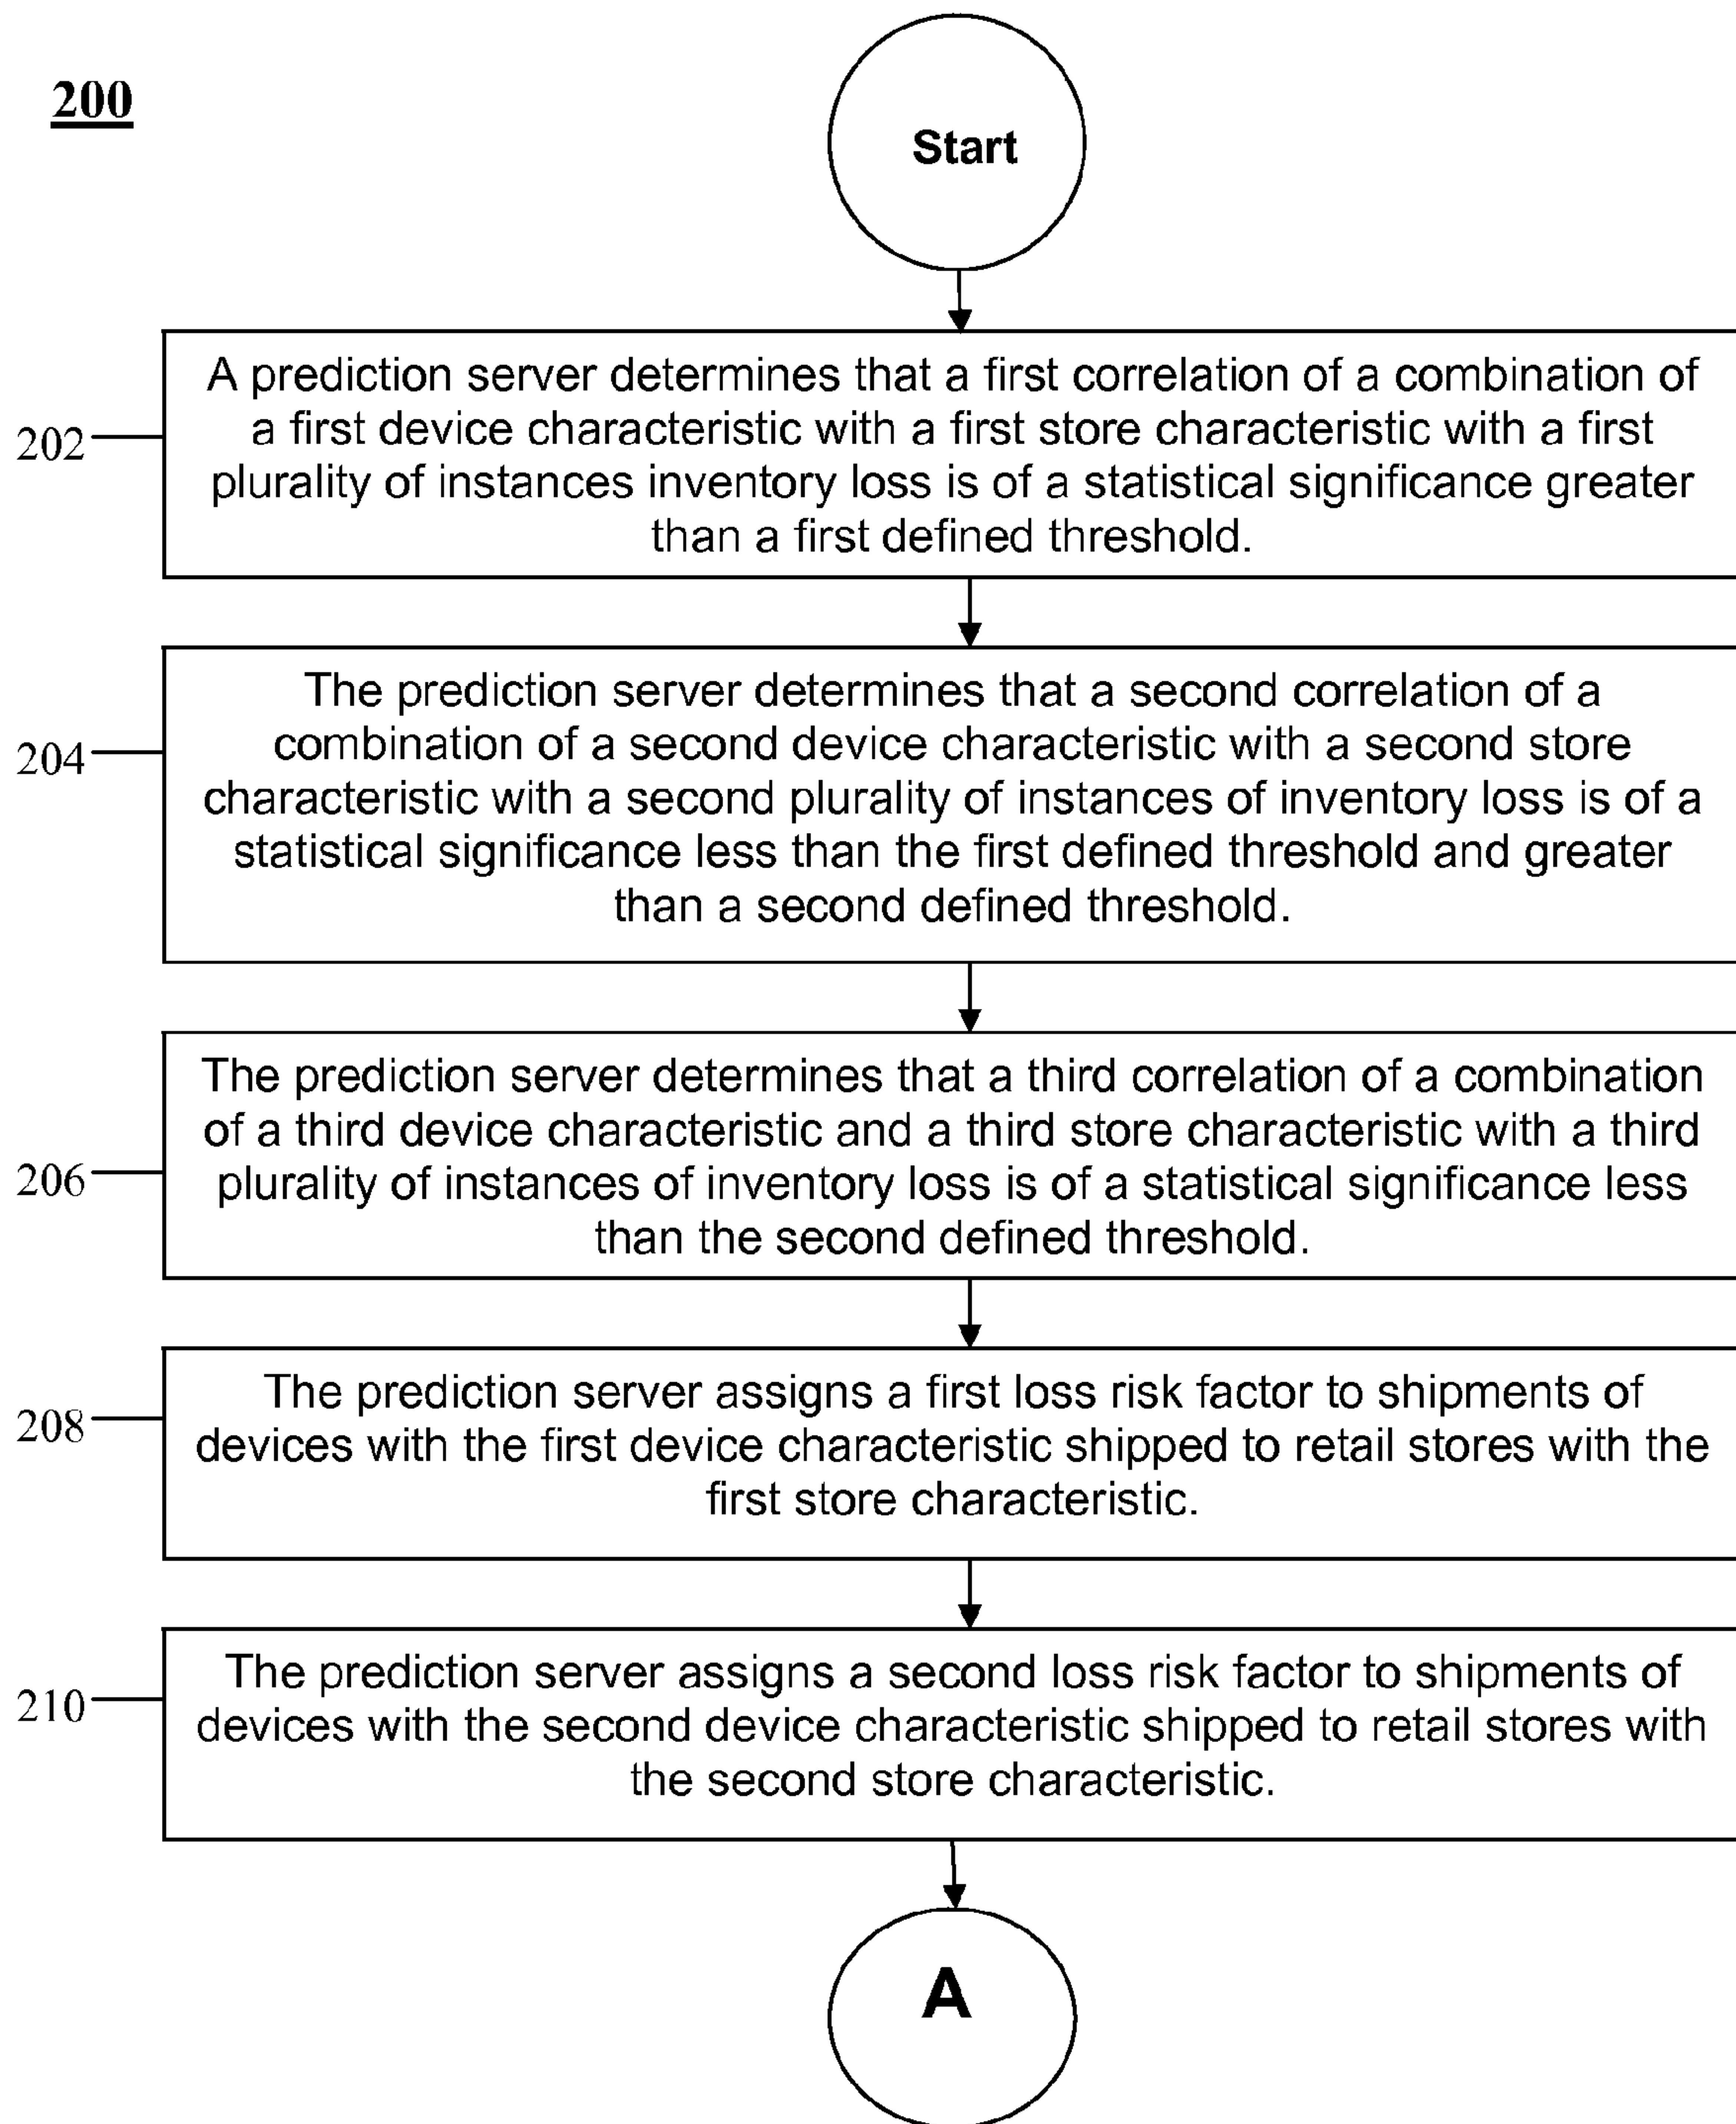 200
Start
202
A prediction server determines that a first correlation of a combination of
a first device characteristic with a first store characteristic with a first
plurality of instances inventory loss is of a statistical significance greater
than a first defined threshold.
204
The prediction server determines that a second correlation of a
combination of a second device characteristic with a second store
characteristic with a second plurality of instances of inventory loss is of a
statistical significance less than the first defined threshold and greater
than a second defined threshold.
206
The prediction server determines that a third correlation of a combination
of a third device characteristic and a third store characteristic with a third
plurality of instances of inventory loss is of a statistical significance less
than the second defined threshold.
208
The prediction server assigns a first loss risk factor to shipments of
devices with the first device characteristic shipped to retail stores with the
first store characteristic.
210
The prediction server assigns a second loss risk factor to shipments of
devices with the second device characteristic shipped to retail stores with
the second store characteristic.
A